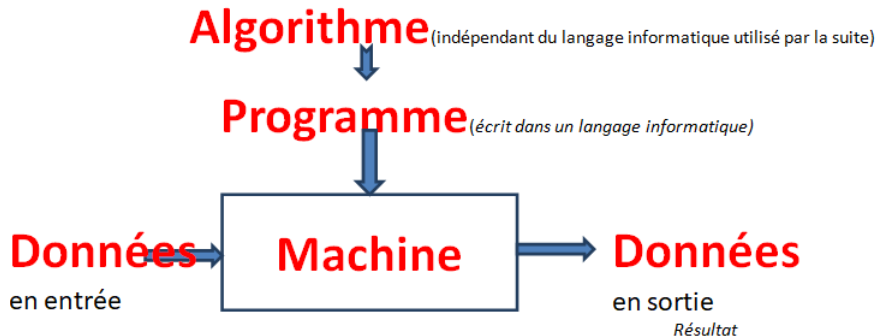 Algorithme (indépendant du langage informatique utilisé par la suite)
Programme (écrit dans un langage informatique)
Données
en entrée
Machine
Données
en sortie
Résultat